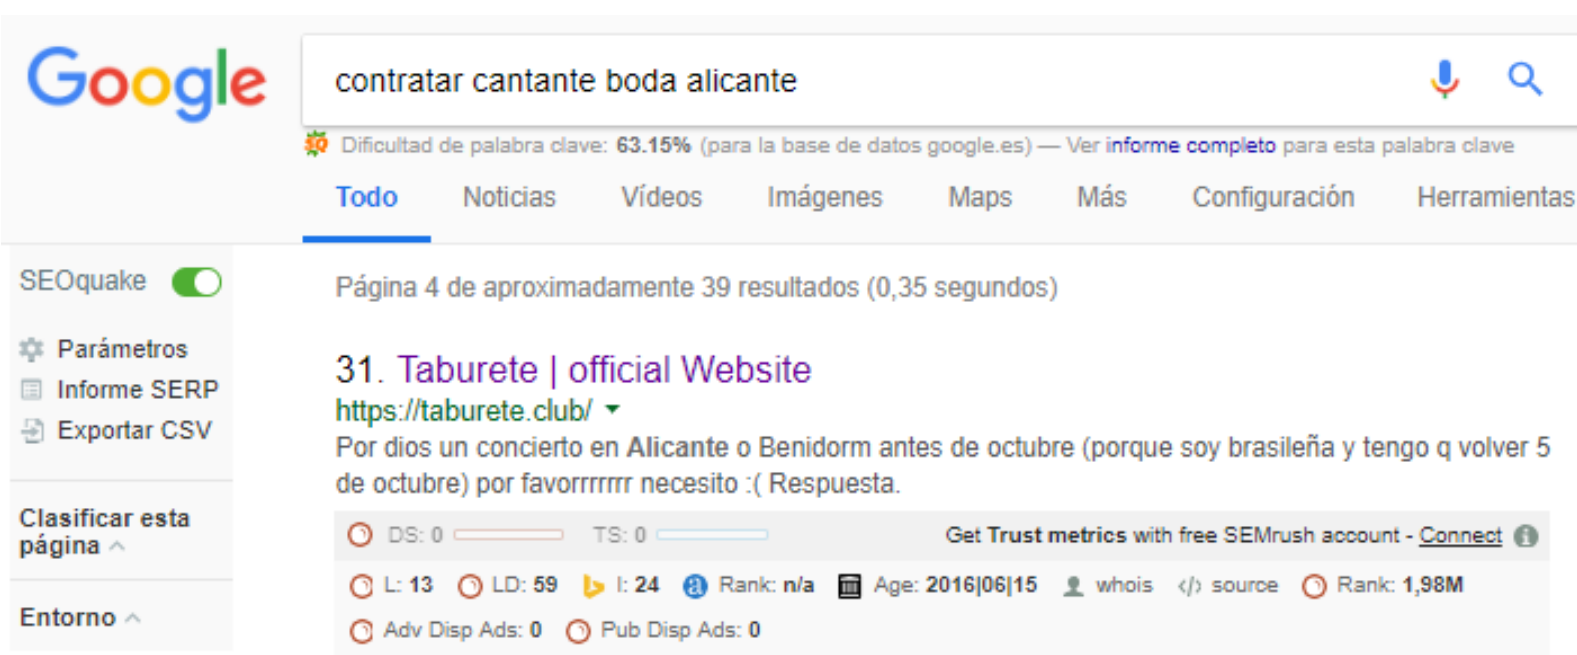 Google
contratar cantante boda alicante
Dificultad de palabra clave: 63.15% (para la base de datos google.es) — Ver informe completo para esta palabra clave
Todo Noticias Vídeos Imágenes Maps Más Configuración Herramientas
SEOquake
Parámetros
Informe SERP
Exportar CSV
Clasificar esta
página
Entorno
Página 4 de aproximadamente 39 resultados (0,35 segundos)
31. Taburete | official Website
https://taburete.club/
Por dios un concierto en Alicante o Benidorm antes de octubre (porque soy brasileña y tengo q volver 5
de octubre) por favorrrrrrr necesito :( Respuesta.
DS: 0 TS: 0 Get Trust metrics with free SEMrush account - Connect
L: 13 LD: 59 I: 24 Rank: n/a Age: 2016|06|15 whois </> source Rank: 1,98M
Adv Disp Ads: 0 Pub Disp Ads: 0